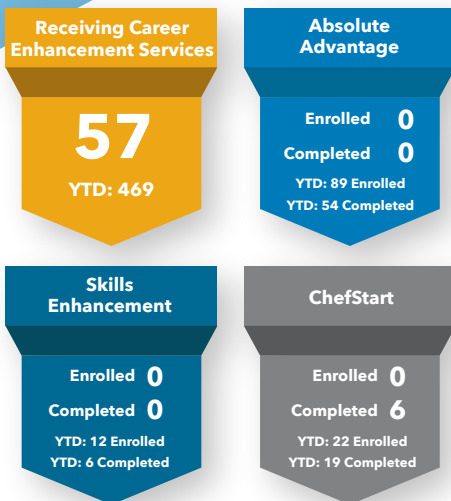 Receiving Career
Enhancement Services
57
YTD: 469
Absolute
Advantage
Enrolled 0
Completed 0
YTD: 89 Enrolled
YTD: 54 Completed
Skills
Enhancement
Enrolled 0
Completed 0
YTD: 12 Enrolled
YTD: 6 Completed
ChefStart
Enrolled 0
Completed 6
YTD: 22 Enrolled
YTD: 19 Completed